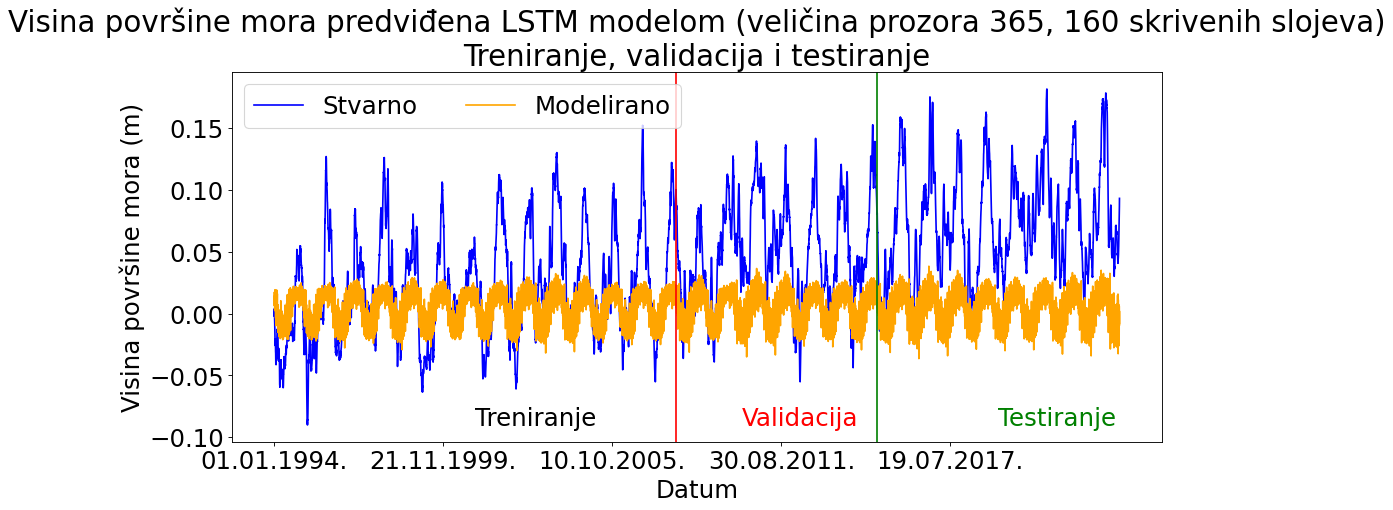 Visina površine mora predviđena LSTM modelom (veličina prozora 365, 160 skrivenih slojeva)
Treniranje, validacija i testiranje
Stvarno
Modelirano
Visina površine mora (m)
0.15
0.10
0.05
0.00
−0.05
−0.10
Treniranje
Validacija
Testiranje
01.01.1994.
21.11.1999.
10.10.2005.
30.08.2011.
19.07.2017.
Datum